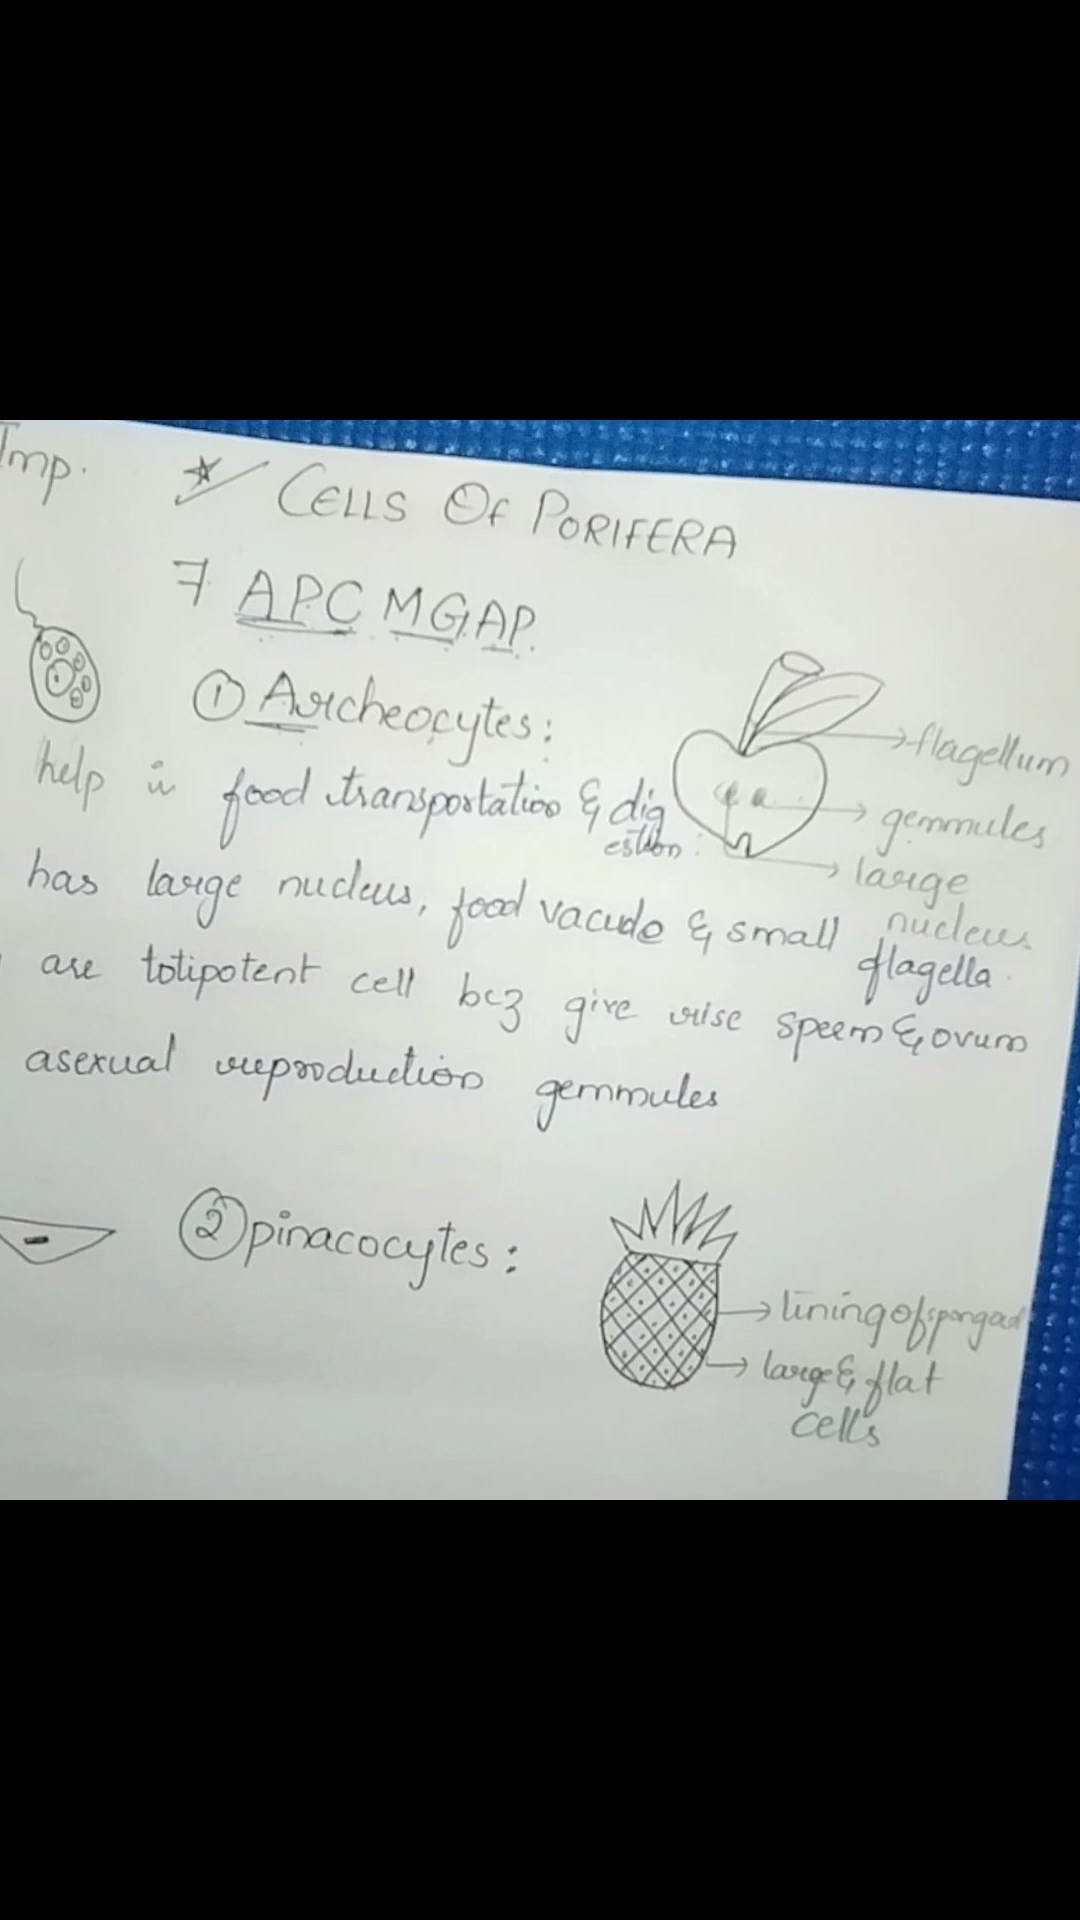 Imp. CELLS OF PORIFERA
7 APC MGAP.
① Archeocytes:
help in food transportation & dig
estion:
has large nucleus, food vacuole & small flagella.
are totipotent cell bcz give rise sperm & ovum
asexual reproduction gemmules
flagellum
gemmules
large
nucleus
② pinacocytes:
lining of
large & flat
cells